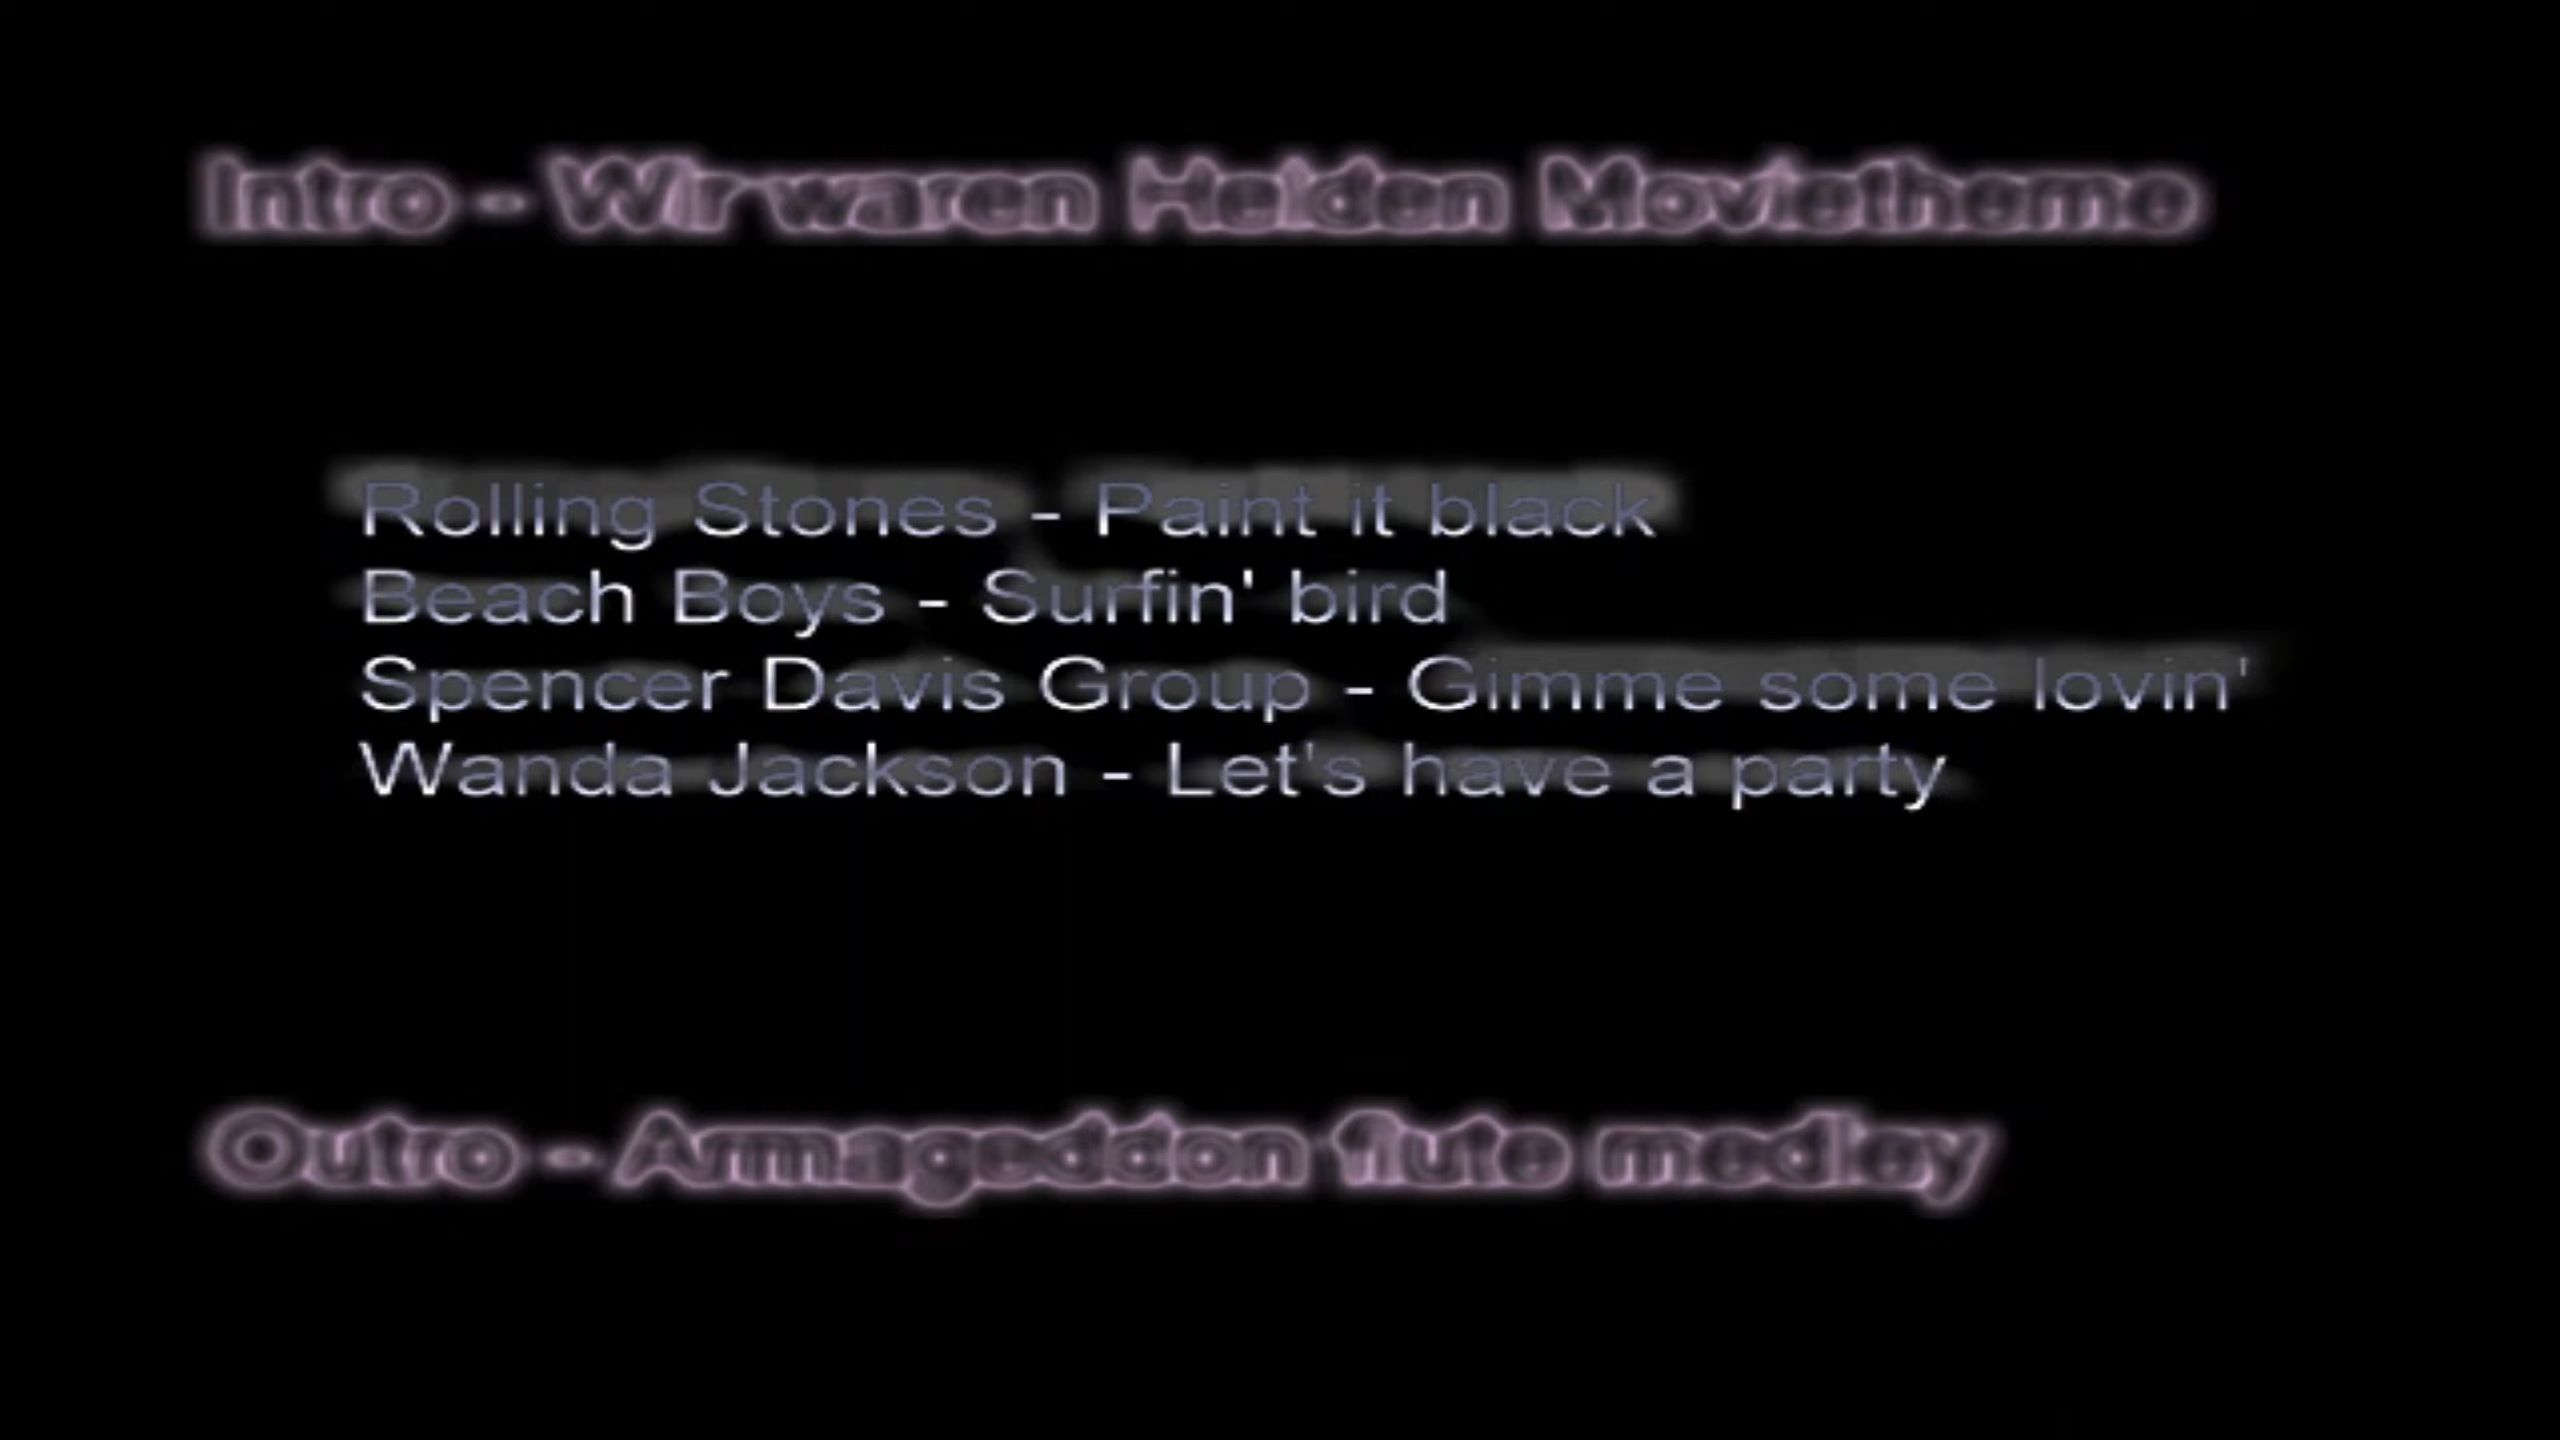 Intro - Wir waren Helden Movietheme
Rolling Stones - Paint it black
Beach Boys - Surfin' bird
Spencer Davis Group - Gimme some lovin'
Wanda Jackson - Let's have a party
Outro - Armageddon flute medley